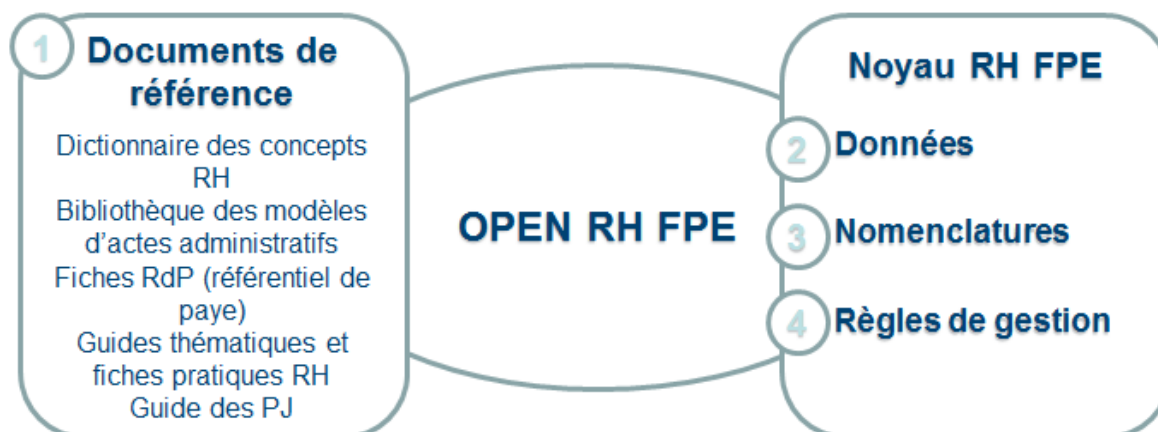 1
Documents de
référence
Dictionnaire des concepts
RH
Bibliothèque des modèles
d'actes administratifs
Fiches RdP (référentiel de
paye)
Guides thématiques et
fiches pratiques RH
Guide des PJ
OPEN RH FPE
Noyau RH FPE
2 Données
3 Nomenclatures
4 Règles de gestion